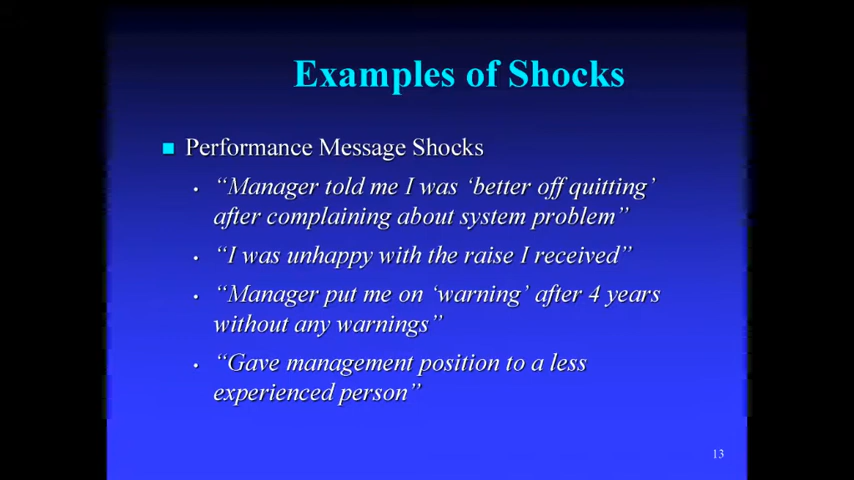 Examples of Shocks
■ Performance Message Shocks
• “Manager told me I was ‘better off quitting’
after complaining about system problem”
• “I was unhappy with the raise I received”
• “Manager put me on ‘warning’ after 4 years
without any warnings”
• “Gave management position to a less
experienced person”
13